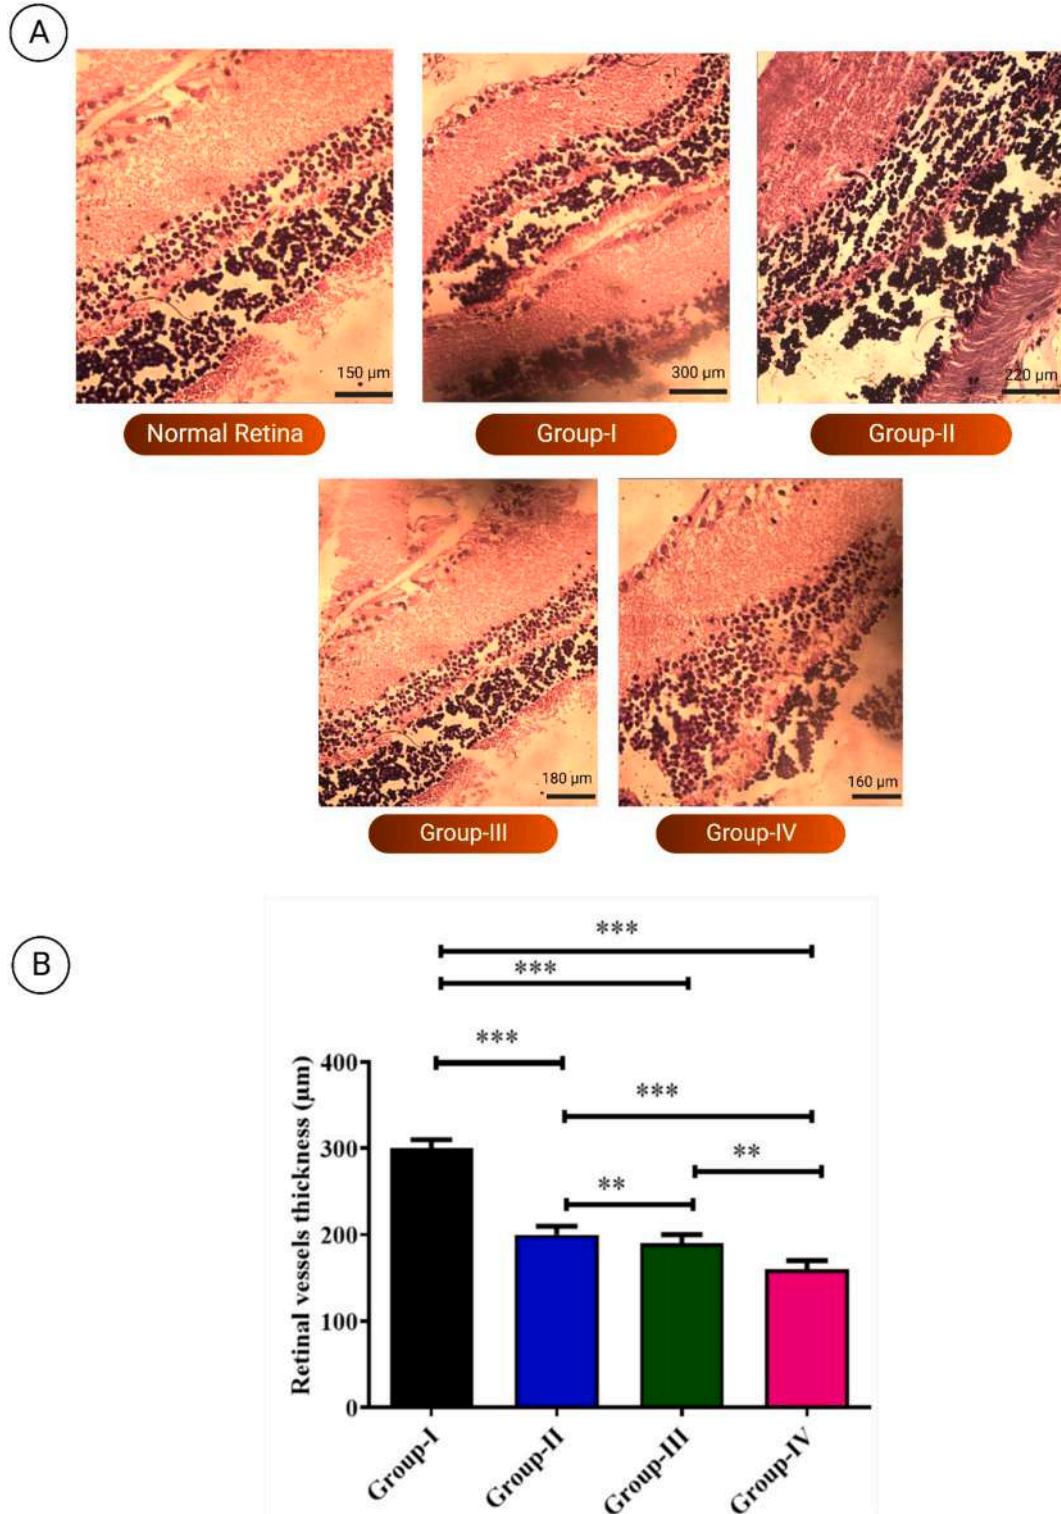 A
150 µm
300 µm
220 µm
Normal Retina
Group-I
Group-II
180 µm
160 µm
Group-III
Group-IV
B
***
***
***
***
**
**
Retinal vessels thickness (µm)
400
300
200
100
0
Group-I
Group-II
Group-III
Group-IV